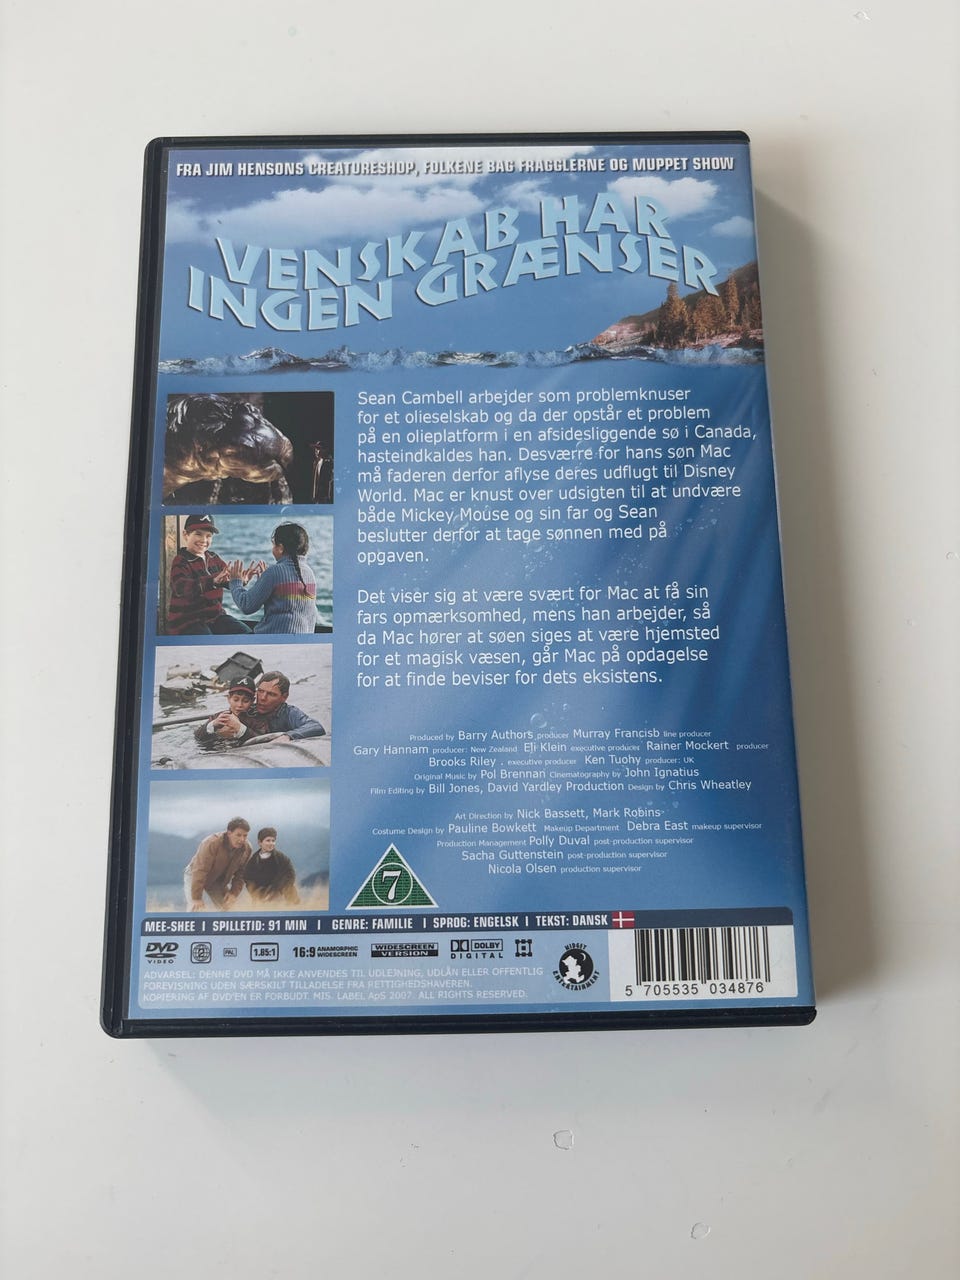 FRA JIM HENSONS CREATURESHOP, FOLKENE BAG FRAGGLERNE OG MUPPET SHOW
VENSKAB HAR
INGEN GRÆNSER
Sean Cambell arbejder som problemknuser
for et olieselskab og da der opstår et problem
på en olieplatform i en afsidesliggende sø i Canada,
hasteindkaldes han. Desværre for hans søn Mac
må faderen derfor aflyse deres udflugt til Disney
World. Mac er knust over udsigten til at undvære
både Mickey Mouse og sin far og Sean
beslutter derfor at tage sønnen med på
opgaven.
Det viser sig at være svært for Mac at få sin
fars opmærksomhed, mens han arbejder, så
da Mac hører at søen siges at være hjemsted
for et magisk væsen, går Mac på opdagelse
for at finde beviser for dets eksistens.
Produced by Barry Authors producer Murray Francisb line producer
Gary Hannam producer: New Zealand Eli Klein executive producer Rainer Mockert producer
Brooks Riley . executive producer Ken Tuohy producer: UK
Original Music by Pol Brennan Cinematography by John Ignatius
Film Editing by Bill Jones, David Yardley Production Design by Chris Wheatley
Art Direction by Nick Bassett, Mark Robins
Costume Design by Pauline Bowkett Makeup Department Debra East makeup supervisor
Production Management Polly Duval post-production supervisor
Sacha Guttenstein post-production supervisor
Nicola Olsen production supervisor
7
MEE-SHEE | SPILLETID: 91 MIN | GENRE: FAMILIE | SPROG: ENGELSK | TEKST: DANSK
DVD VIDEO 2 PAL 1.85:1 16:9 ANAMORPHIC WIDESCREEN WIDESCREEN VERSION DOLBY DIGITAL MIDGET ENTERTAINMENT
ADVARSEL: DENNE DVD MÅ IKKE ANVENDES TIL UDLEJNING, UDLÅN ELLER OFFENTLIG
FOREVISNING UDEN SÆRSKILT TILLADELSE FRA RETTIGHEDSHAVEREN.
KOPIERING AF DVD'EN ER FORBUDT. MIS. LABEL ApS 2007. ALL RIGHTS RESERVED.
5 705535 034876